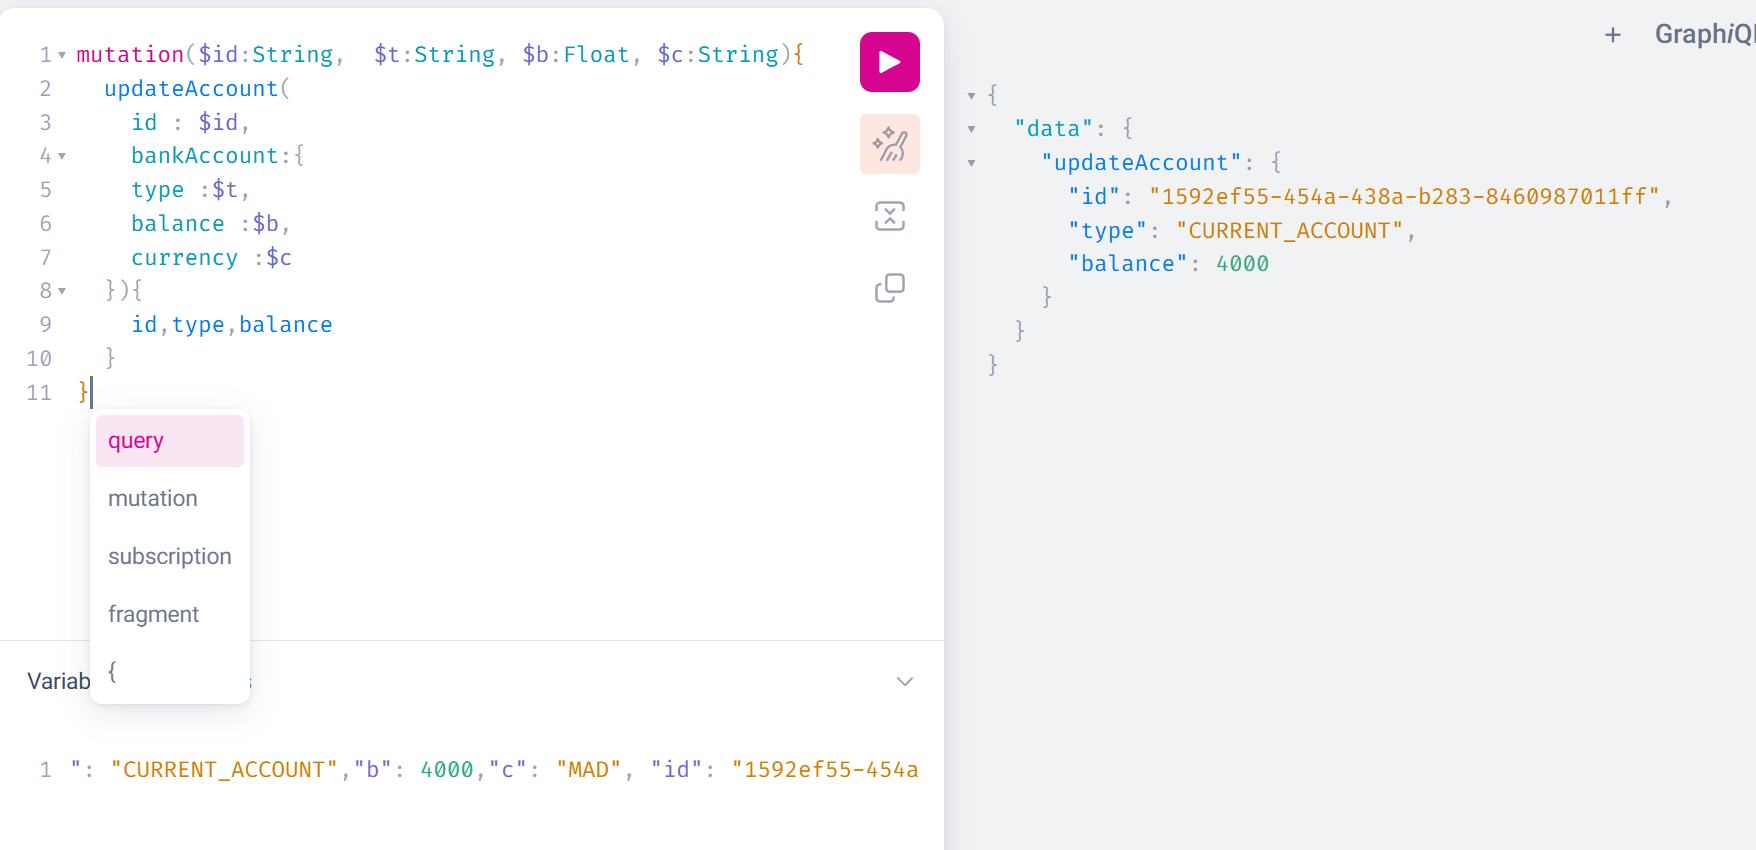 1 mutation($id:String,  $t:String, $b:Float, $c:String){
2   updateAccount(
3     id : $id,
4     bankAccount:{
5     type :$t,
6     balance :$b,
7     currency :$c
8   }){
9     id,type,balance
10   }
11 }
query
mutation
subscription
fragment
{
Variab
1 ": "CURRENT_ACCOUNT","b": 4000,"c": "MAD", "id": "1592ef55-454a
+ GraphiQl
{
  "data": {
    "updateAccount": {
      "id": "1592ef55-454a-438a-b283-8460987011ff",
      "type": "CURRENT_ACCOUNT",
      "balance": 4000
    }
  }
}